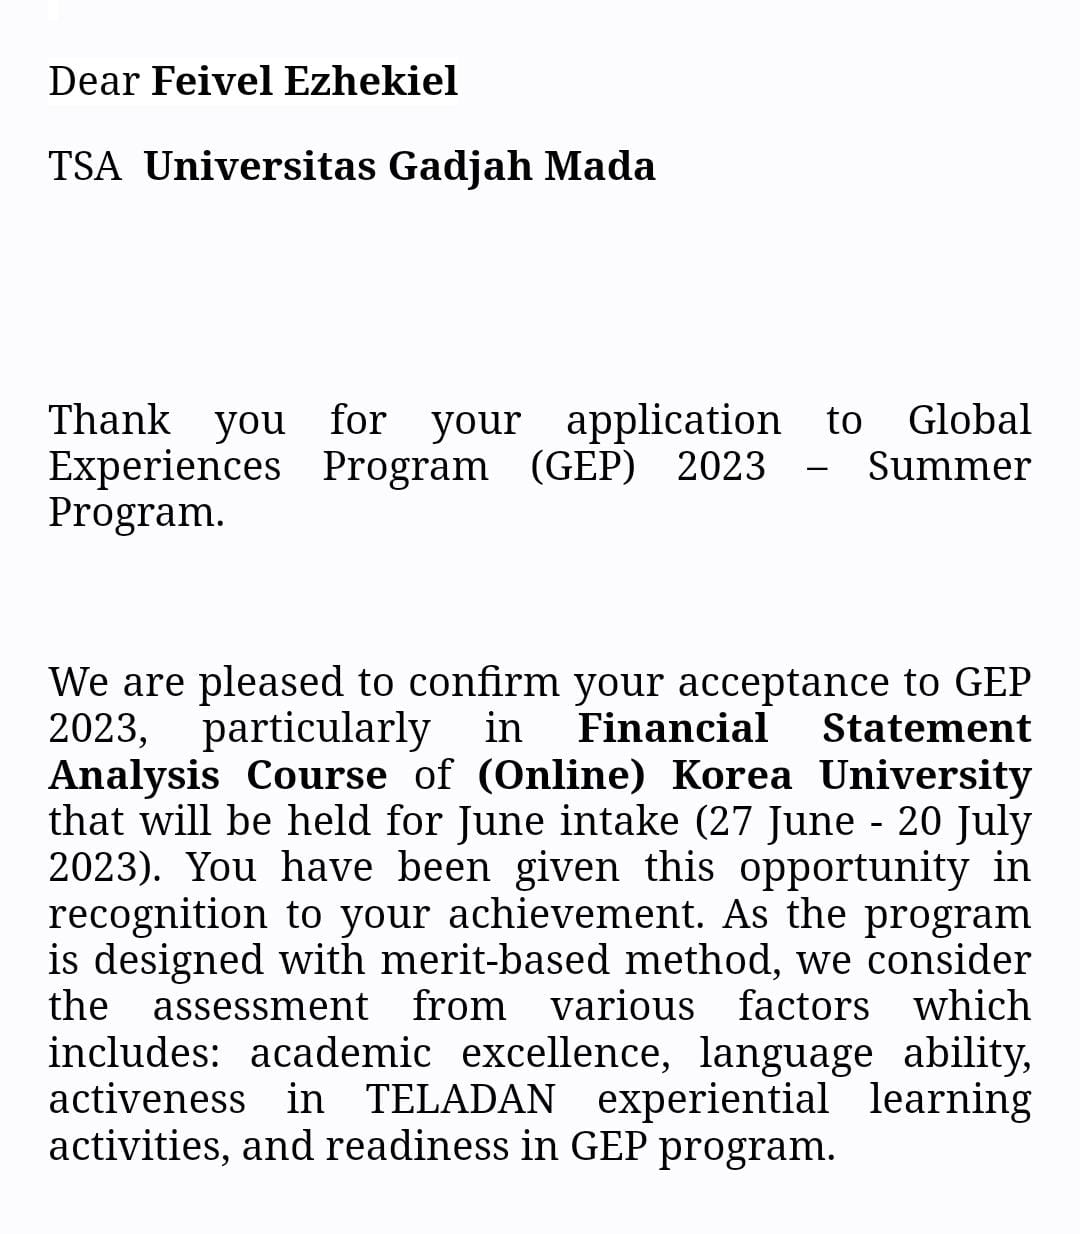 Dear Feivel Ezhekiel
TSA Universitas Gadjah Mada
Thank you for your application to Global
Experiences Program (GEP) 2023 – Summer
Program.
We are pleased to confirm your acceptance to GEP
2023, particularly in Financial Statement
Analysis Course of (Online) Korea University
that will be held for June intake (27 June - 20 July
2023). You have been given this opportunity in
recognition to your achievement. As the program
is designed with merit-based method, we consider
the assessment from various factors which
includes: academic excellence, language ability,
activeness in TELADAN experiential learning
activities, and readiness in GEP program.